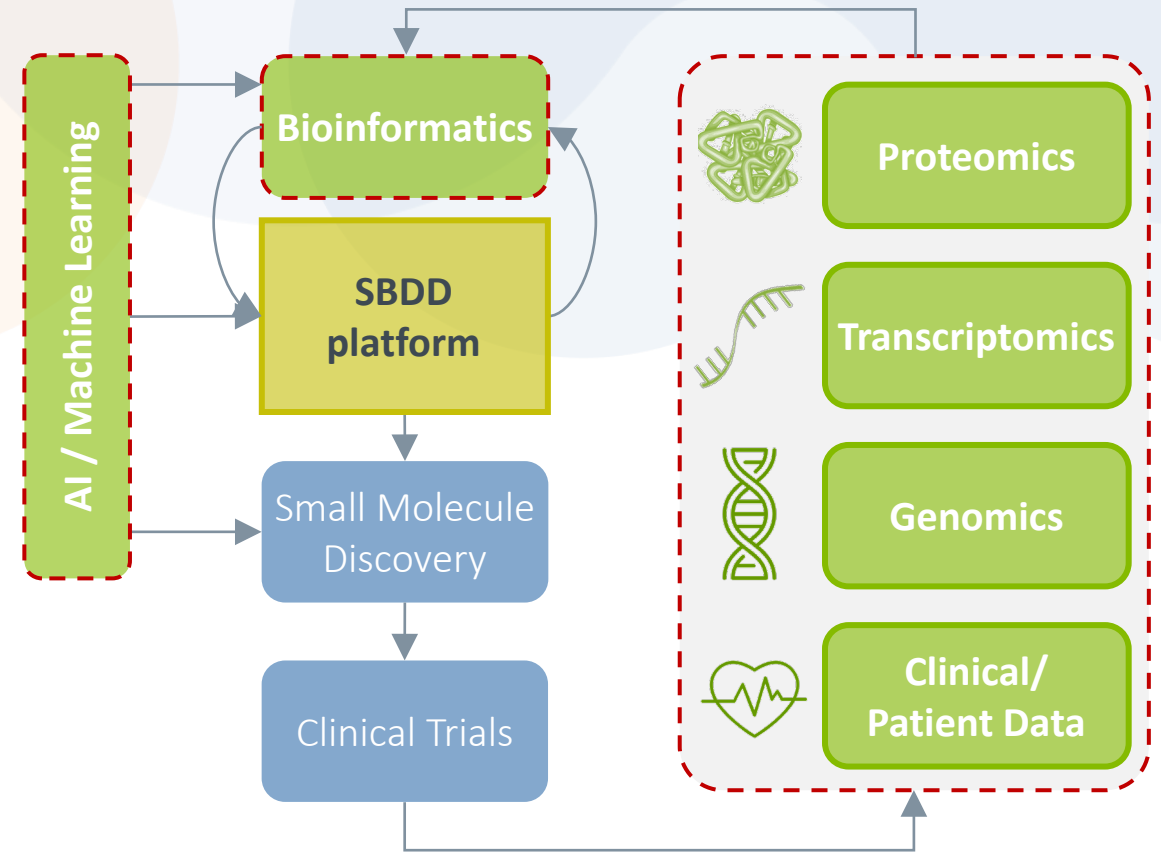 AI / Machine Learning
Bioinformatics
SBDD
platform
Small Molecule
Discovery
Clinical Trials
Proteomics
Transcriptomics
Genomics
Clinical/
Patient Data